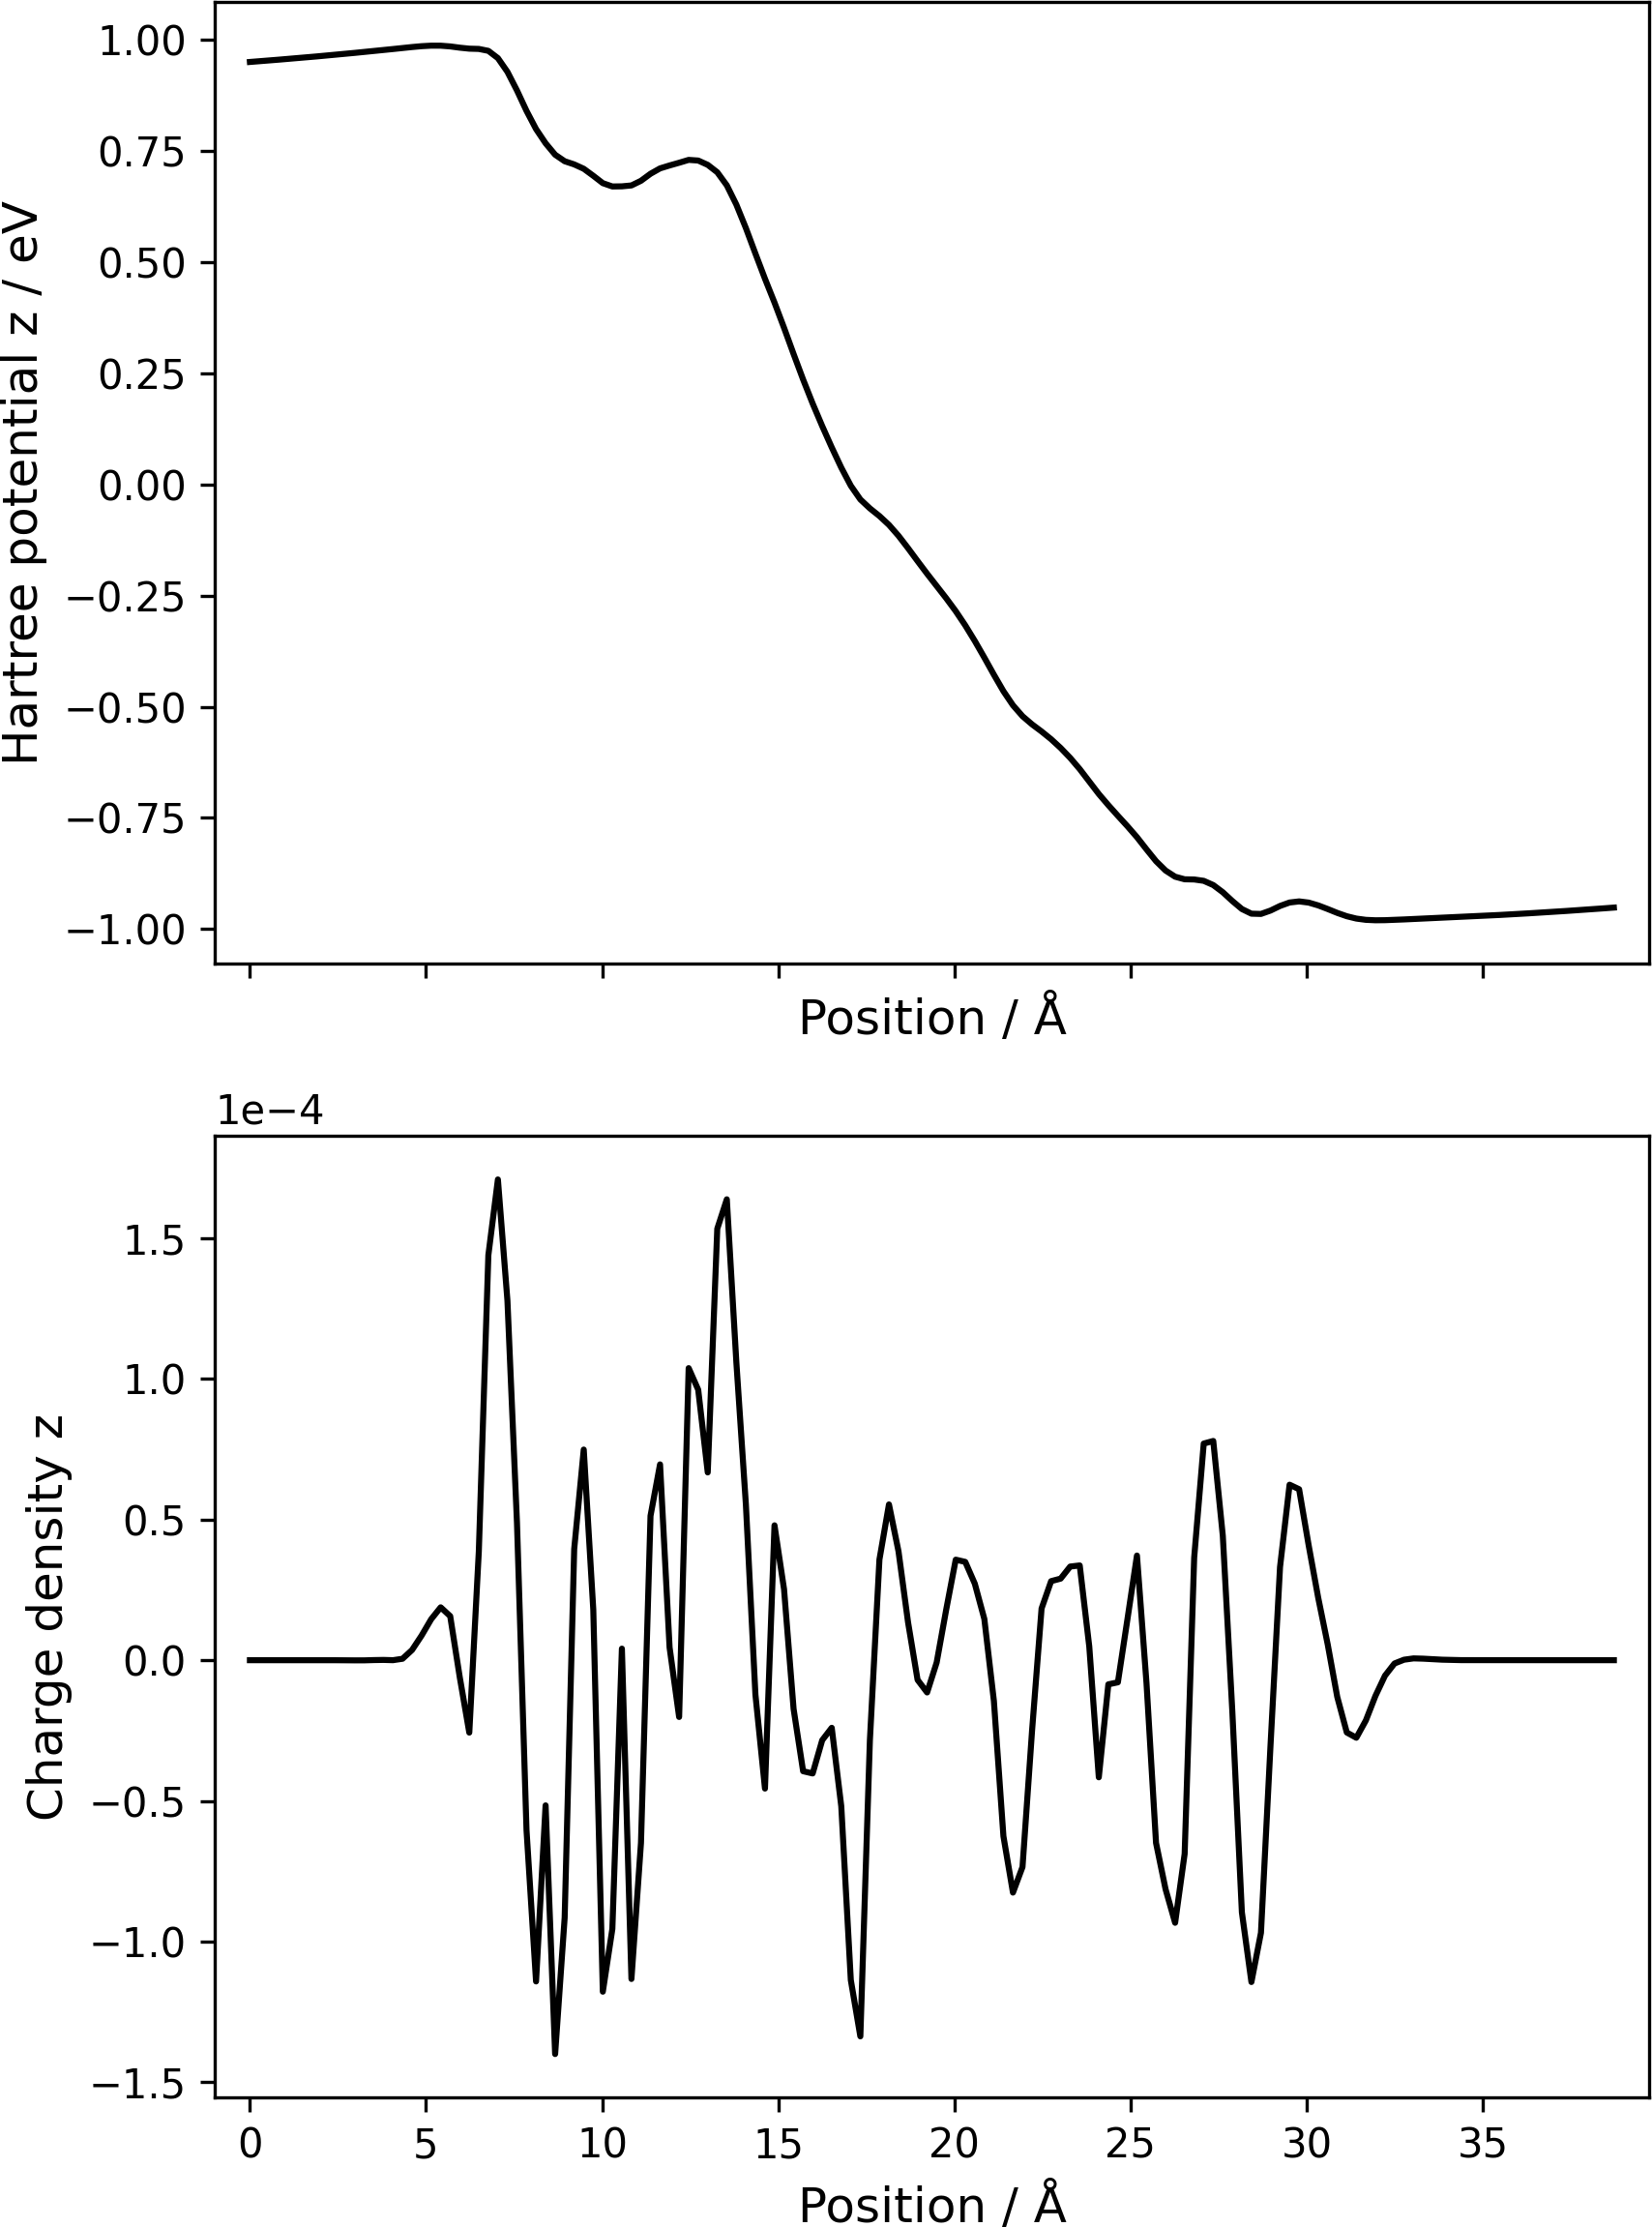 1.00
0.75
0.50
0.25
0.00
−0.25
−0.50
−0.75
−1.00
Hartree potential z / eV
Position / Å
1e−4
1.5
1.0
0.5
0.0
−0.5
−1.0
−1.5
Charge density z
0 5 10 15 20 25 30 35
Position / Å